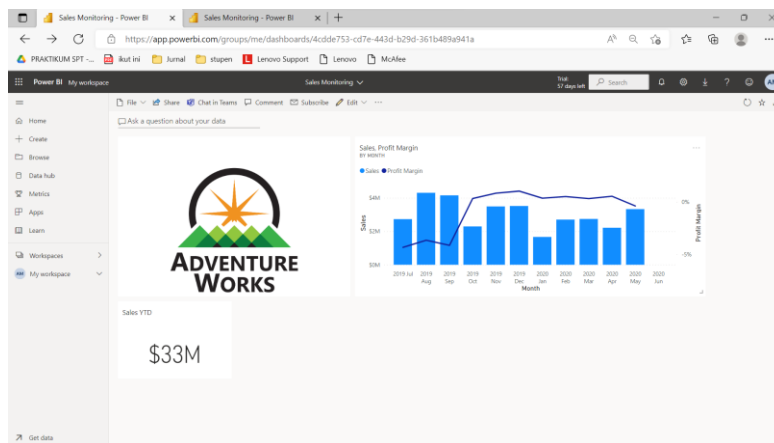 Sales Monitoring - Power BI
Sales Monitoring - Power BI
https://app.powerbi.com/groups/me/dashboards/4cdde753-cd7e-443d-b29d-361b489a941a
PRAKTIKUM SPT -...
ikut ini
Jurnal
stupen
Lenovo Support
Lenovo
McAfee
Power BI My workspace
Sales Monitoring
Trial:
57 days left
Search
File
Share
Chat in Teams
Comment
Subscribe
Edit
Home
Create
Browse
Data hub
Metrics
Apps
Learn
Workspaces
My workspace
Get data
Ask a question about your data
ADVENTURE
WORKS
Sales, Profit Margin
BY MONTH
Sales Profit Margin
$4M
$2M
$0M
Sales
0%
-5%
Profit Margin
2019 Jul 2019 2019 2019 2019 2019 2020 2020 2020 2020 2020 2020
Aug Sep Oct Nov Dec Jan Feb Mar Apr May Jun
Month
Sales YTD
$33M